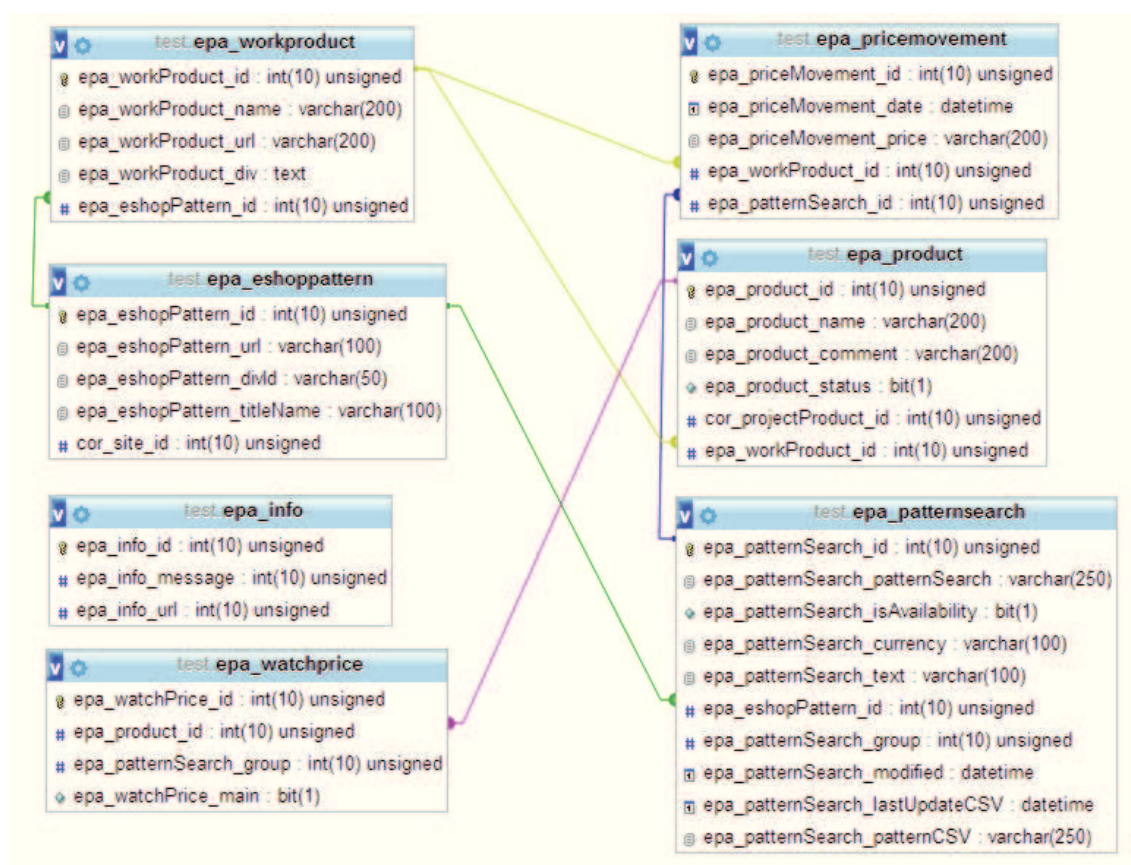 test.epa_workproduct
epa_workProduct_id : int(10) unsigned
epa_workProduct_name : varchar(200)
epa_workProduct_url : varchar(200)
epa_workProduct_div : text
epa_eshopPattern_id : int(10) unsigned
test.epa_eshoppattern
epa_eshopPattern_id : int(10) unsigned
epa_eshopPattern_url : varchar(100)
epa_eshopPattern_divId : varchar(50)
epa_eshopPattern_titleName : varchar(100)
cor_site_id : int(10) unsigned
test.epa_info
epa_info_id : int(10) unsigned
epa_info_message : int(10) unsigned
epa_info_url : int(10) unsigned
test.epa_watchprice
epa_watchPrice_id : int(10) unsigned
epa_product_id : int(10) unsigned
epa_patternSearch_group : int(10) unsigned
epa_watchPrice_main : bit(1)
test.epa_pricemovement
epa_priceMovement_id : int(10) unsigned
epa_priceMovement_date : datetime
epa_priceMovement_price : varchar(200)
epa_workProduct_id : int(10) unsigned
epa_patternSearch_id : int(10) unsigned
test.epa_product
epa_product_id : int(10) unsigned
epa_product_name : varchar(200)
epa_product_comment : varchar(200)
epa_product_status : bit(1)
cor_projectProduct_id : int(10) unsigned
epa_workProduct_id : int(10) unsigned
test.epa_patternsearch
epa_patternSearch_id : int(10) unsigned
epa_patternSearch_patternSearch : varchar(250)
epa_patternSearch_isAvailability : bit(1)
epa_patternSearch_currency : varchar(100)
epa_patternSearch_text : varchar(100)
epa_eshopPattern_id : int(10) unsigned
epa_patternSearch_group : int(10) unsigned
epa_patternSearch_modified : datetime
epa_patternSearch_lastUpdateCSV : datetime
epa_patternSearch_patternCSV : varchar(250)